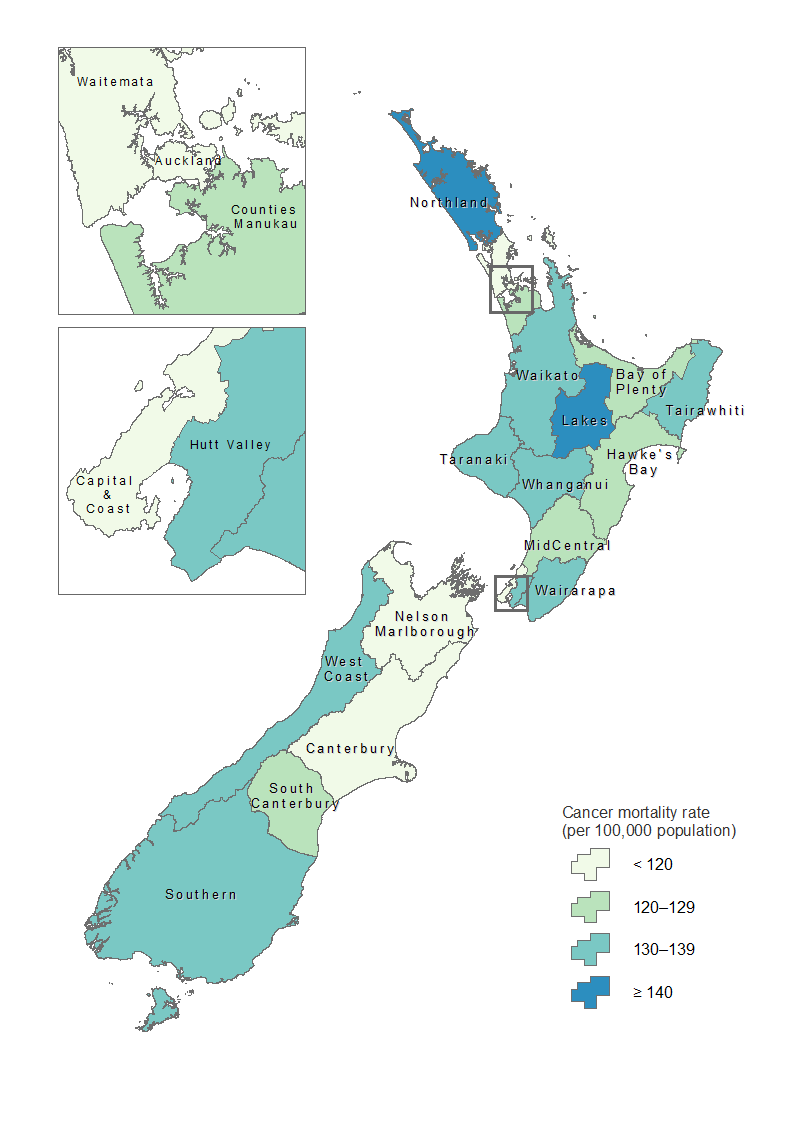 Waitemata
Auckland
Counties
Manukau
Northland
Waikato
Bay of
Plenty
Lakes
Tairawhiti
Taranaki
Hawke's
Bay
Whanganui
MidCentral
Wairarapa
Hutt Valley
Capital
&
Coast
Nelson
Marlborough
West
Coast
Canterbury
South
Canterbury
Southern
Cancer mortality rate
(per 100,000 population)
< 120
120–129
130–139
≥ 140